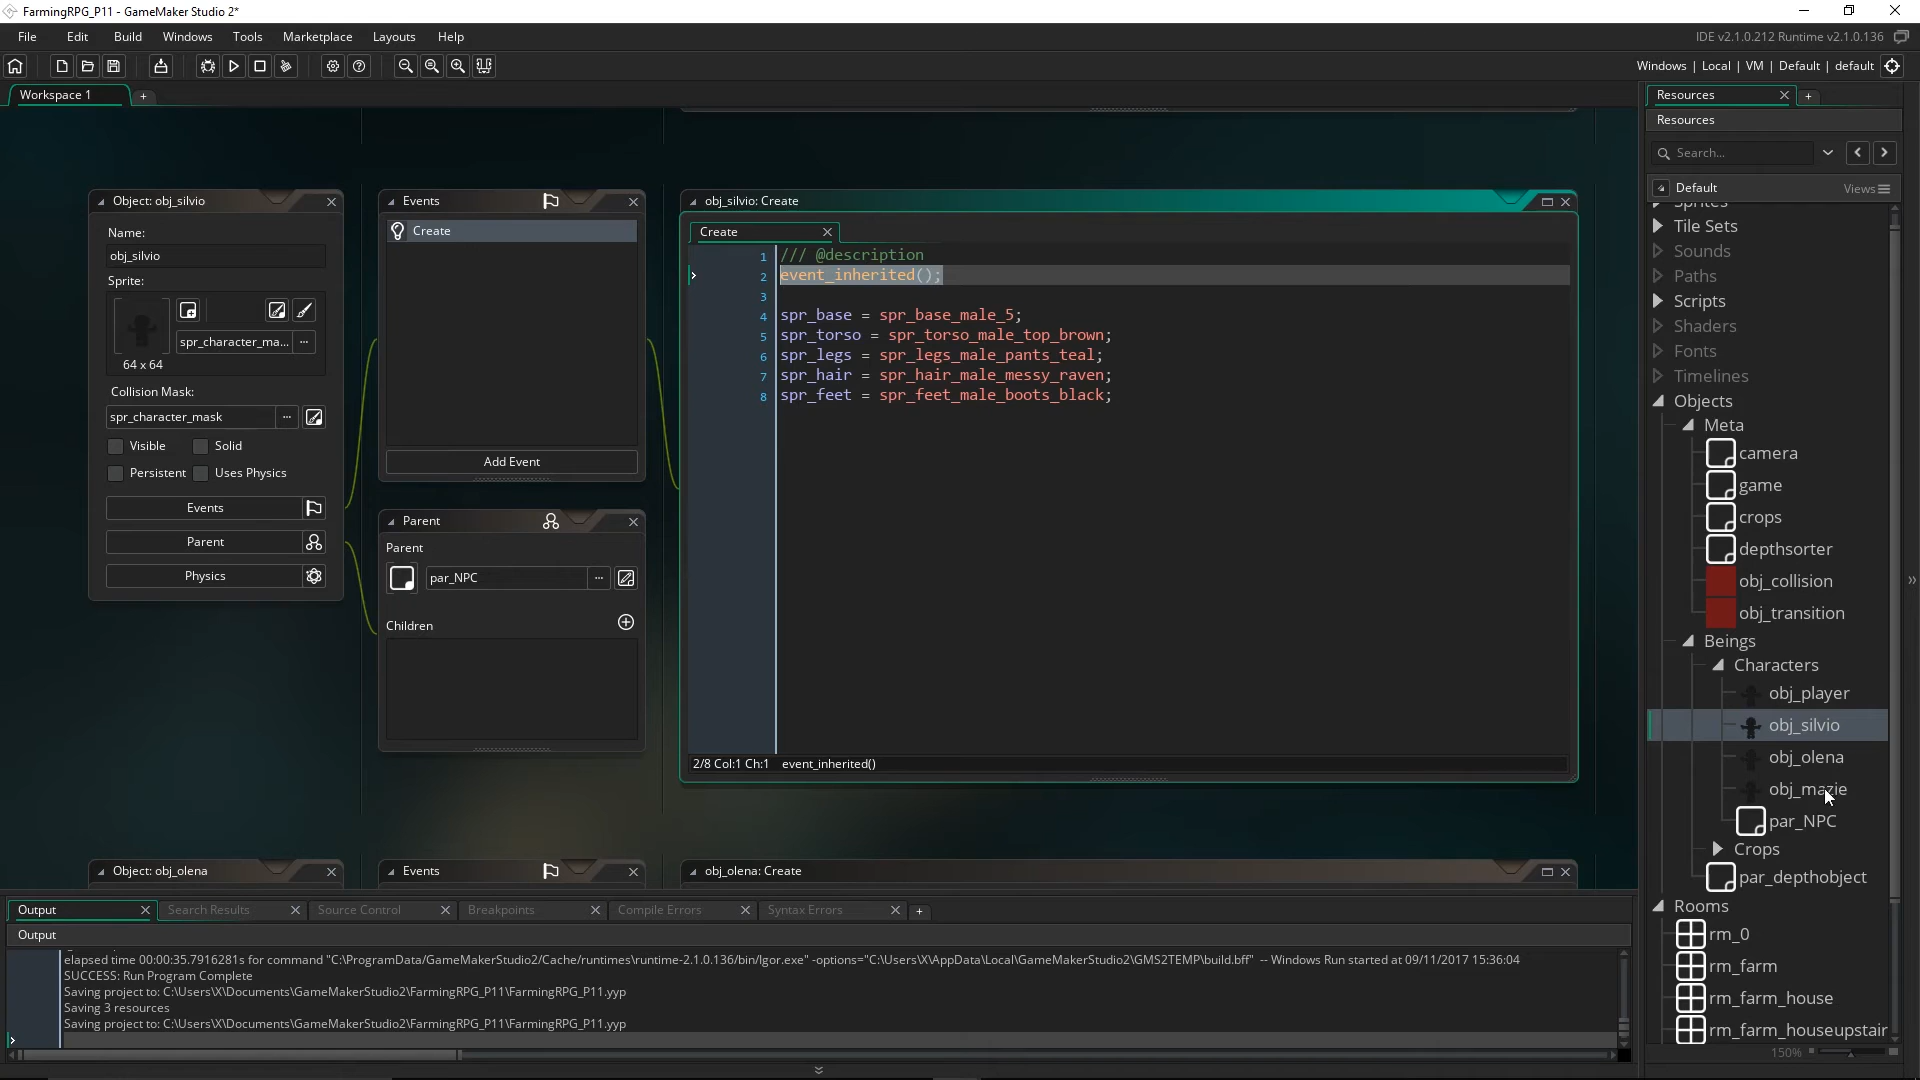 FarmingRPG_P11 - GameMaker Studio 2*
File Edit Build Windows Tools Marketplace Layouts Help
IDE v2.1.0.212 Runtime v2.1.0.136
Windows | Local | VM | Default | default
Workspace 1 +
Resources
Resources
Search...
Default Views
Sprites
Tile Sets
Sounds
Paths
Scripts
Shaders
Fonts
Timelines
Objects
Meta
camera
game
crops
depthsorter
obj_collision
obj_transition
Beings
Characters
obj_player
obj_silvio
obj_olena
obj_mazie
par_NPC
Crops
par_depthobject
Rooms
rm_0
rm_farm
rm_farm_house
rm_farm_houseupstair
150%
Object: obj_silvio
Name:
obj_silvio
Sprite:
spr_character_ma...
64 x 64
Collision Mask:
spr_character_mask
Visible Solid
Persistent Uses Physics
Events
Parent
Physics
Events
Create
Add Event
Parent
Parent
par_NPC
Children
obj_silvio: Create
Create
1 /// @description
2 event_inherited();
3
4 spr_base = spr_base_male_5;
5 spr_torso = spr_torso_male_top_brown;
6 spr_legs = spr_legs_male_pants_teal;
7 spr_hair = spr_hair_male_messy_raven;
8 spr_feet = spr_feet_male_boots_black;
2/8 Col:1 Ch:1 event_inherited()
Object: obj_olena
Events
obj_olena: Create
Output Search Results Source Control Breakpoints Compile Errors Syntax Errors +
Output
elapsed time 00:00:35.7916281s for command "C:\ProgramData/GameMakerStudio2/Cache/runtimes\runtime-2.1.0.136/bin/Igor.exe" -options="C:\Users\X\AppData\Local\GameMakerStudio2\GMS2TEMP\build.bff" -- Windows Run started at 09/11/2017 15:36:04
SUCCESS: Run Program Complete
Saving project to: C:\Users\X\Documents\GameMakerStudio2\FarmingRPG_P11\FarmingRPG_P11.yyp
Saving 3 resources
Saving project to: C:\Users\X\Documents\GameMakerStudio2\FarmingRPG_P11\FarmingRPG_P11.yyp